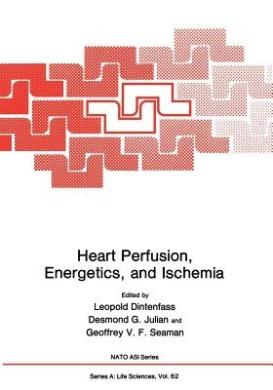 Heart Perfusion,
Energetics, and Ischemia
Edited by
Leopold Dintenfass
Desmond G. Julian and
Geoffrey V. F. Seaman
NATO ASI Series
Series A: Life Sciences, Vol. 62